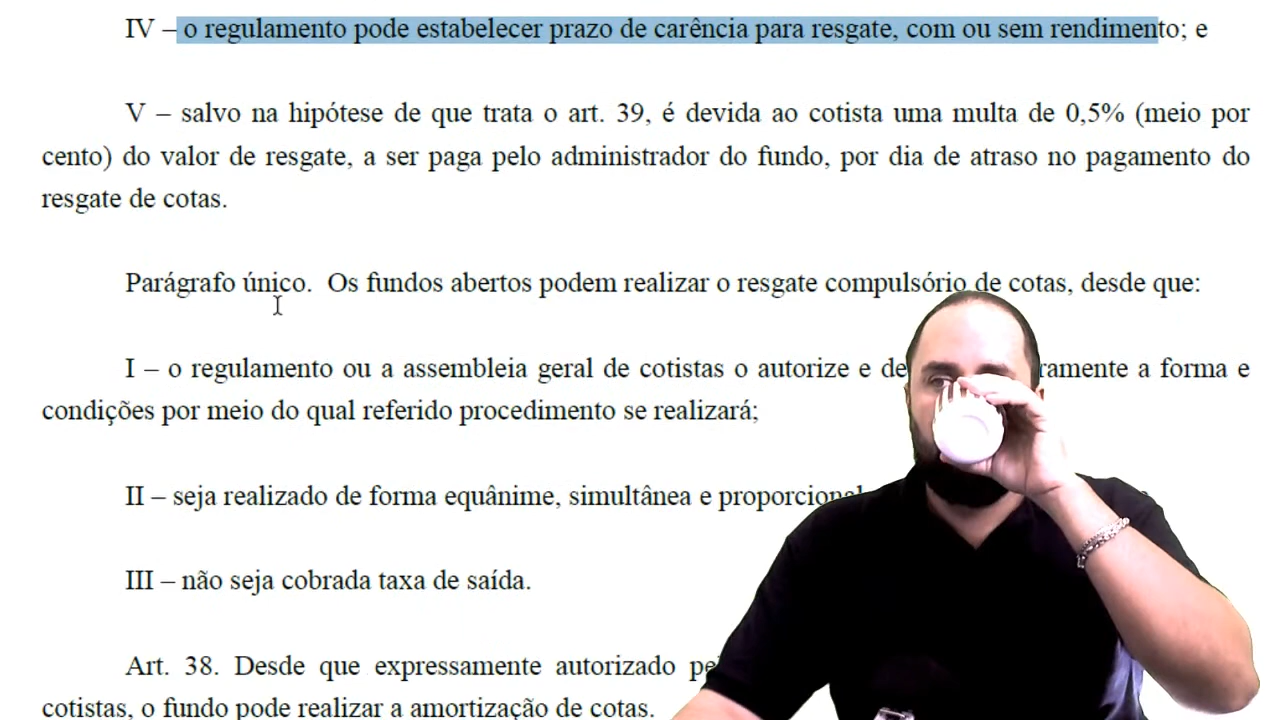 IV – o regulamento pode estabelecer prazo de carência para resgate, com ou sem rendimento; e
V – salvo na hipótese de que trata o art. 39, é devida ao cotista uma multa de 0,5% (meio por
cento) do valor de resgate, a ser paga pelo administrador do fundo, por dia de atraso no pagamento do
resgate de cotas.
Parágrafo único. Os fundos abertos podem realizar o resgate compulsório de cotas, desde que:
I – o regulamento ou a assembleia geral de cotistas o autorize e a forma e
condições por meio do qual referido procedimento se realizará;
II – seja realizado de forma equânime, simultânea e proporcional
III – não seja cobrada taxa de saída.
Art. 38. Desde que expressamente autorizado
cotistas, o fundo pode realizar a amortização de cotas.